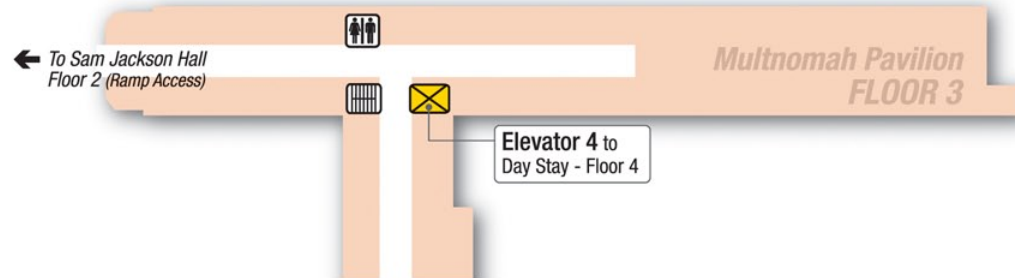 To Sam Jackson Hall
Floor 2 (Ramp Access)
Multnomah Pavilion
FLOOR 3
Elevator 4 to
Day Stay - Floor 4